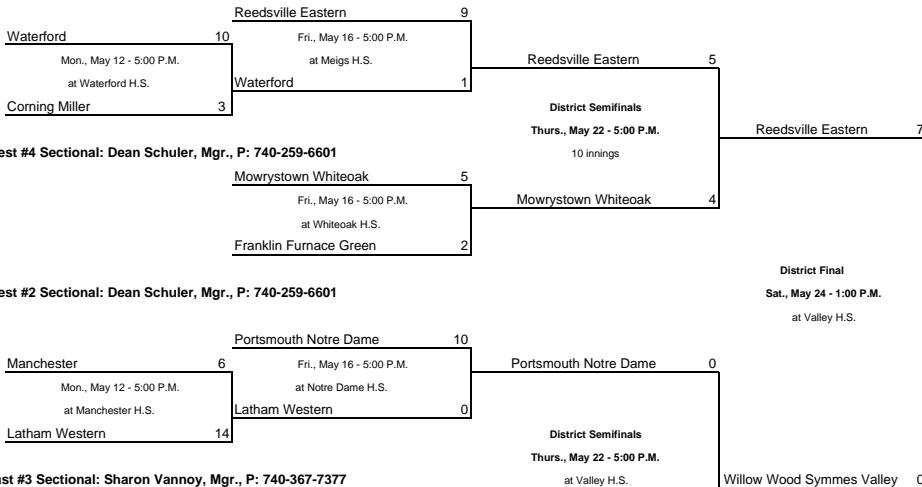 Reedsville Eastern 9
Waterford 10
Fri., May 16 - 5:00 P.M.
Mon., May 12 - 5:00 P.M.
at Meigs H.S.
Reedsville Eastern 5
at Waterford H.S.
Waterford 1
Corning Miller 3
District Semifinals
Thurs., May 22 - 5:00 P.M.
Reedsville Eastern 7
est #4 Sectional: Dean Schuler, Mgr., P: 740-259-6601
10 innings
Mowrystown Whiteoak 5
Fri., May 16 - 5:00 P.M.
Mowrystown Whiteoak 4
at Whiteoak H.S.
Franklin Furnace Green 2
District Final
est #2 Sectional: Dean Schuler, Mgr., P: 740-259-6601
Sat., May 24 - 1:00 P.M.
at Valley H.S.
Portsmouth Notre Dame 10
Manchester 6
Fri., May 16 - 5:00 P.M.
Portsmouth Notre Dame 0
Mon., May 12 - 5:00 P.M.
at Notre Dame H.S.
at Manchester H.S.
Latham Western 0
Latham Western 14
District Semifinals
Thurs., May 22 - 5:00 P.M.
ast #3 Sectional: Sharon Vannoy, Mgr., P: 740-367-7377
at Valley H.S.
Willow Wood Symmes Valley 0